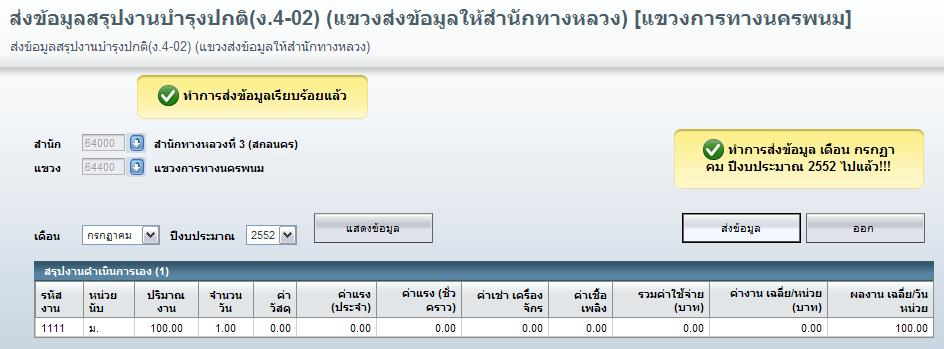 ส่งข้อมูลสรุปงานบำรุงปกติ(ง.4-02) (แขวงส่งข้อมูลให้สำนักทางหลวง) [แขวงการทางนครพนม]
ส่งข้อมูลสรุปงานบำรุงปกติ(ง.4-02) (แขวงส่งข้อมูลให้สำนักทางหลวง)
ทำการส่งข้อมูลเรียบร้อยแล้ว
สำนัก 64000 สำนักทางหลวงที่ 3 (สกลนคร)
แขวง 64400 แขวงการทางนครพนม
ทำการส่งข้อมูล เดือน กรกฎา
คม ปีงบประมาณ 2552 ไปแล้ว!!!
เดือน กรกฎาคม ปีงบประมาณ 2552 แสดงข้อมูล ส่งข้อมูล ออก
สรุปงานดำเนินการเอง (1)
รหัส หน่วย ปริมาณ จำนวน ค่า ค่าแรง ค่าแรง (ชั่ว ค่าเช่า เครื่อง ค่าเชื้อ รวมค่าใช้จ่าย ค่างาน เฉลี่ย/หน่วย ผลงาน เฉลี่ย/วัน
งาน นับ งาน วัน วัสดุ (ประจำ) คราว) จักร เพลิง (บาท) (บาท) หน่วย
1111 ม. 100.00 1.00 0.00 0.00 0.00 0.00 0.00 0.00 0.00 100.00